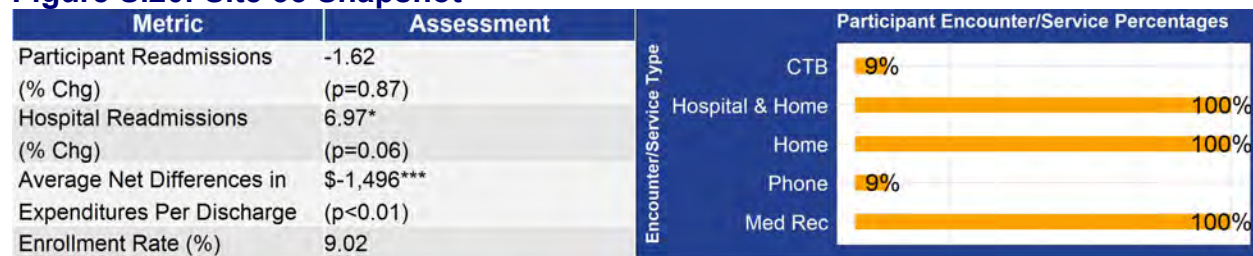 Metric Assessment
Participant Readmissions -1.62
(% Chg) (p=0.87)
Hospital Readmissions 6.97*
(% Chg) (p=0.06)
Average Net Differences in $-1,496***
Expenditures Per Discharge (p<0.01)
Enrollment Rate (%) 9.02
Participant Encounter/Service Percentages
Encounter/Service Type
CTB 9%
Hospital & Home 100%
Home 100%
Phone 9%
Med Rec 100%